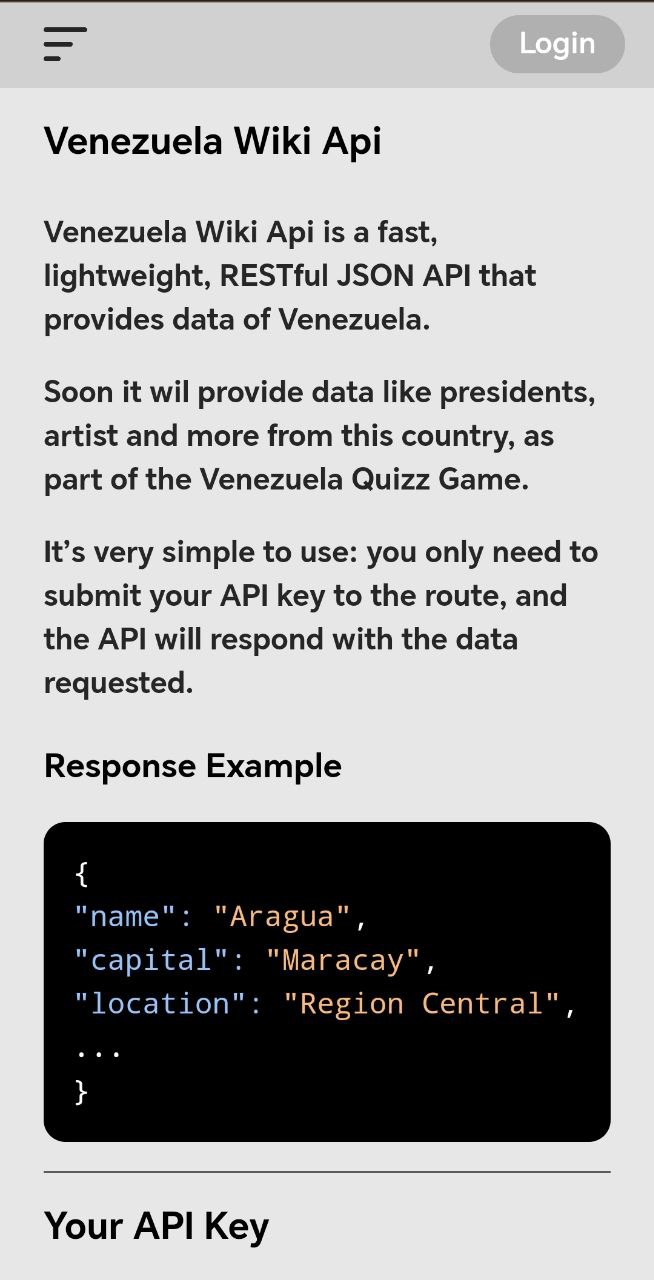 Login
Venezuela Wiki Api
Venezuela Wiki Api is a fast,
lightweight, RESTful JSON API that
provides data of Venezuela.
Soon it wil provide data like presidents,
artist and more from this country, as
part of the Venezuela Quizz Game.
It’s very simple to use: you only need to
submit your API key to the route, and
the API will respond with the data
requested.
Response Example
{
"name": "Aragua",
"capital": "Maracay",
"location": "Region Central",
...
}
Your API Key